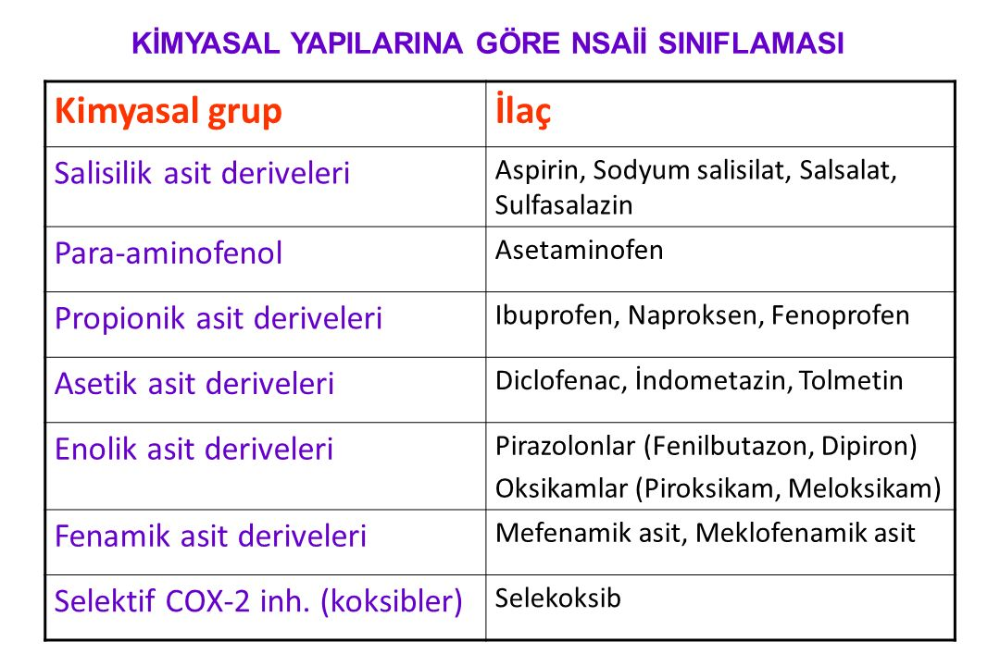 KİMYASAL YAPILARINA GÖRE NSAİİ SINIFLAMASI
Kimyasal grup İlaç
Salisilik asit deriveleri Aspirin, Sodyum salisilat, Salsalat,
Sulfasalazin
Para-aminofenol Asetaminofen
Propionik asit deriveleri Ibuprofen, Naproksen, Fenoprofen
Asetik asit deriveleri Diclofenac, İndometazin, Tolmetin
Enolik asit deriveleri Pirazolonlar (Fenilbutazon, Dipiron)
Oksikamlar (Piroksikam, Meloksikam)
Fenamik asit deriveleri Mefenamik asit, Meklofenamik asit
Selektif COX-2 inh. (koksibler) Selekoksib